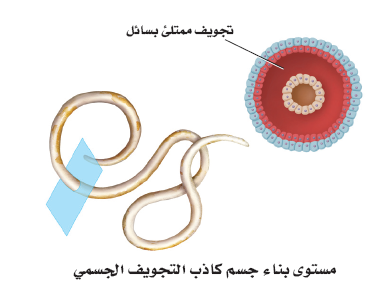 تجويف ممتلئ بسائل
مستوى بناء جسم كاذب التجويف الجسمي